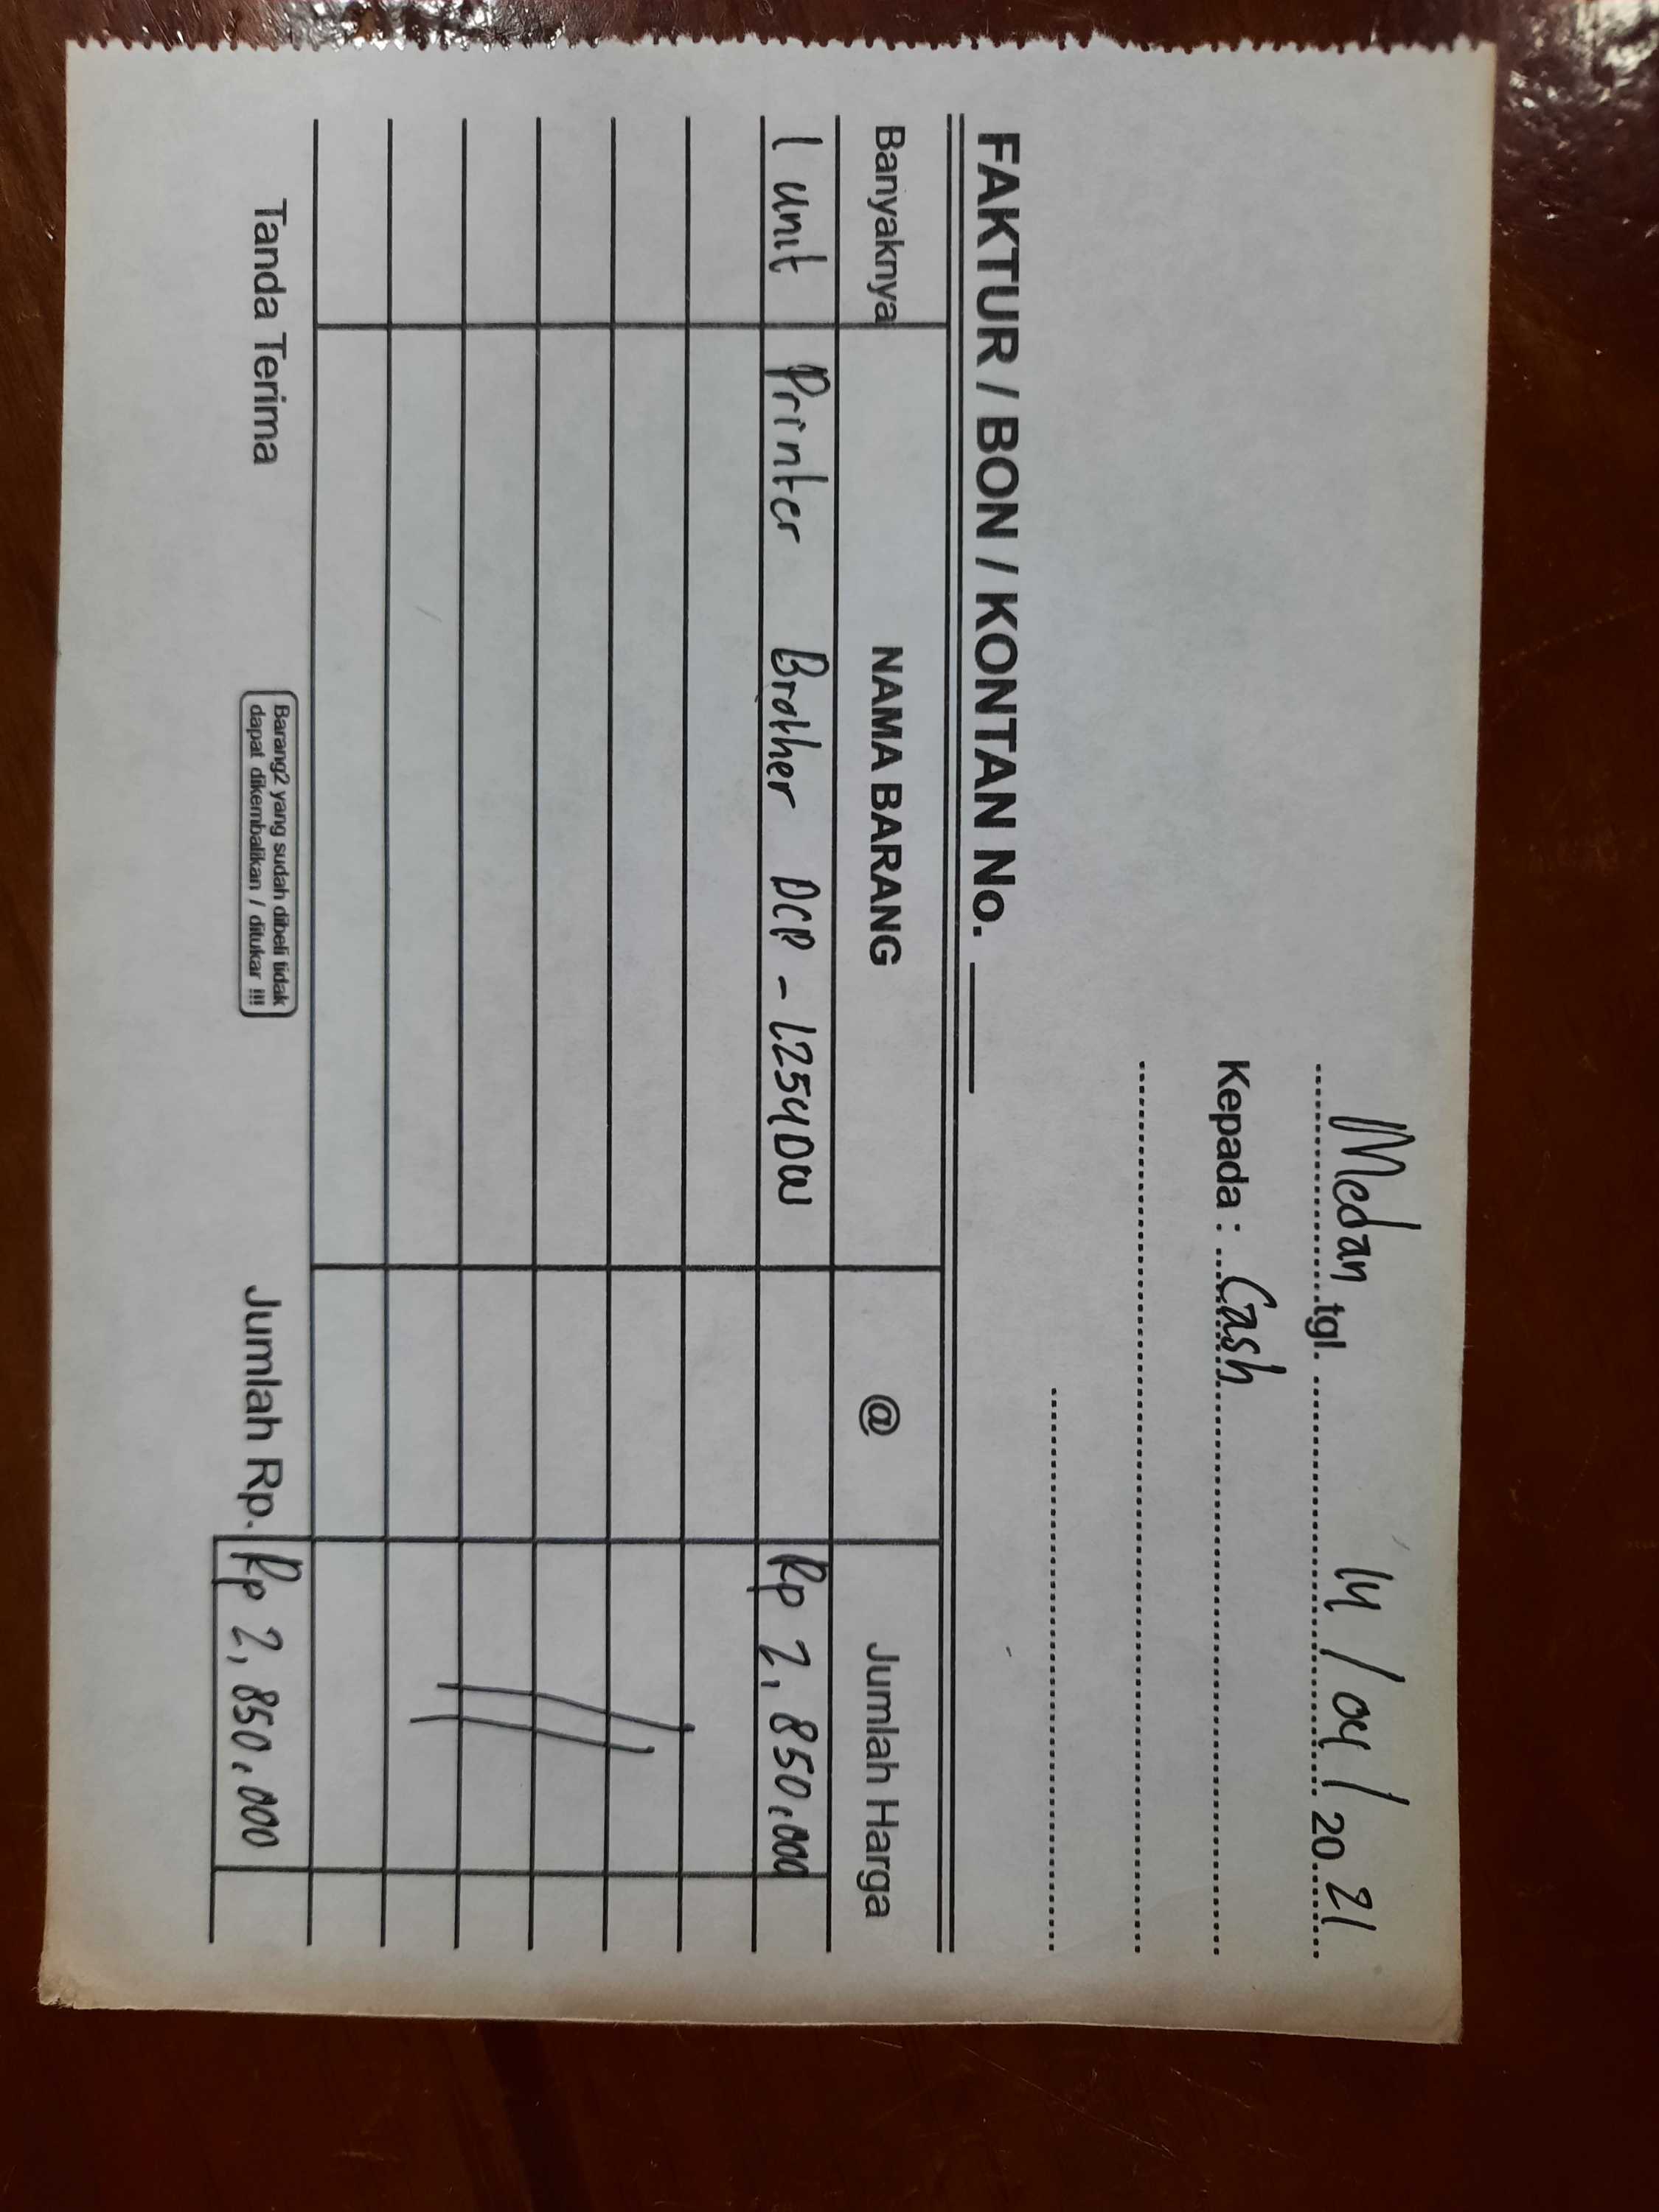 Medan tgl. 14 / 04 / 20 21
Kepada : Cash
FAKTUR / BON / KONTAN No.
Banyaknya NAMA BARANG @ Jumlah Harga
1 unit Printer Brother DCP - L2540W Rp 2,850.000
Tanda Terima
Barang2 yang sudah dibeli tidak
dapat dikembalikan / ditukar !!!
Jumlah Rp. Rp 2,850.000